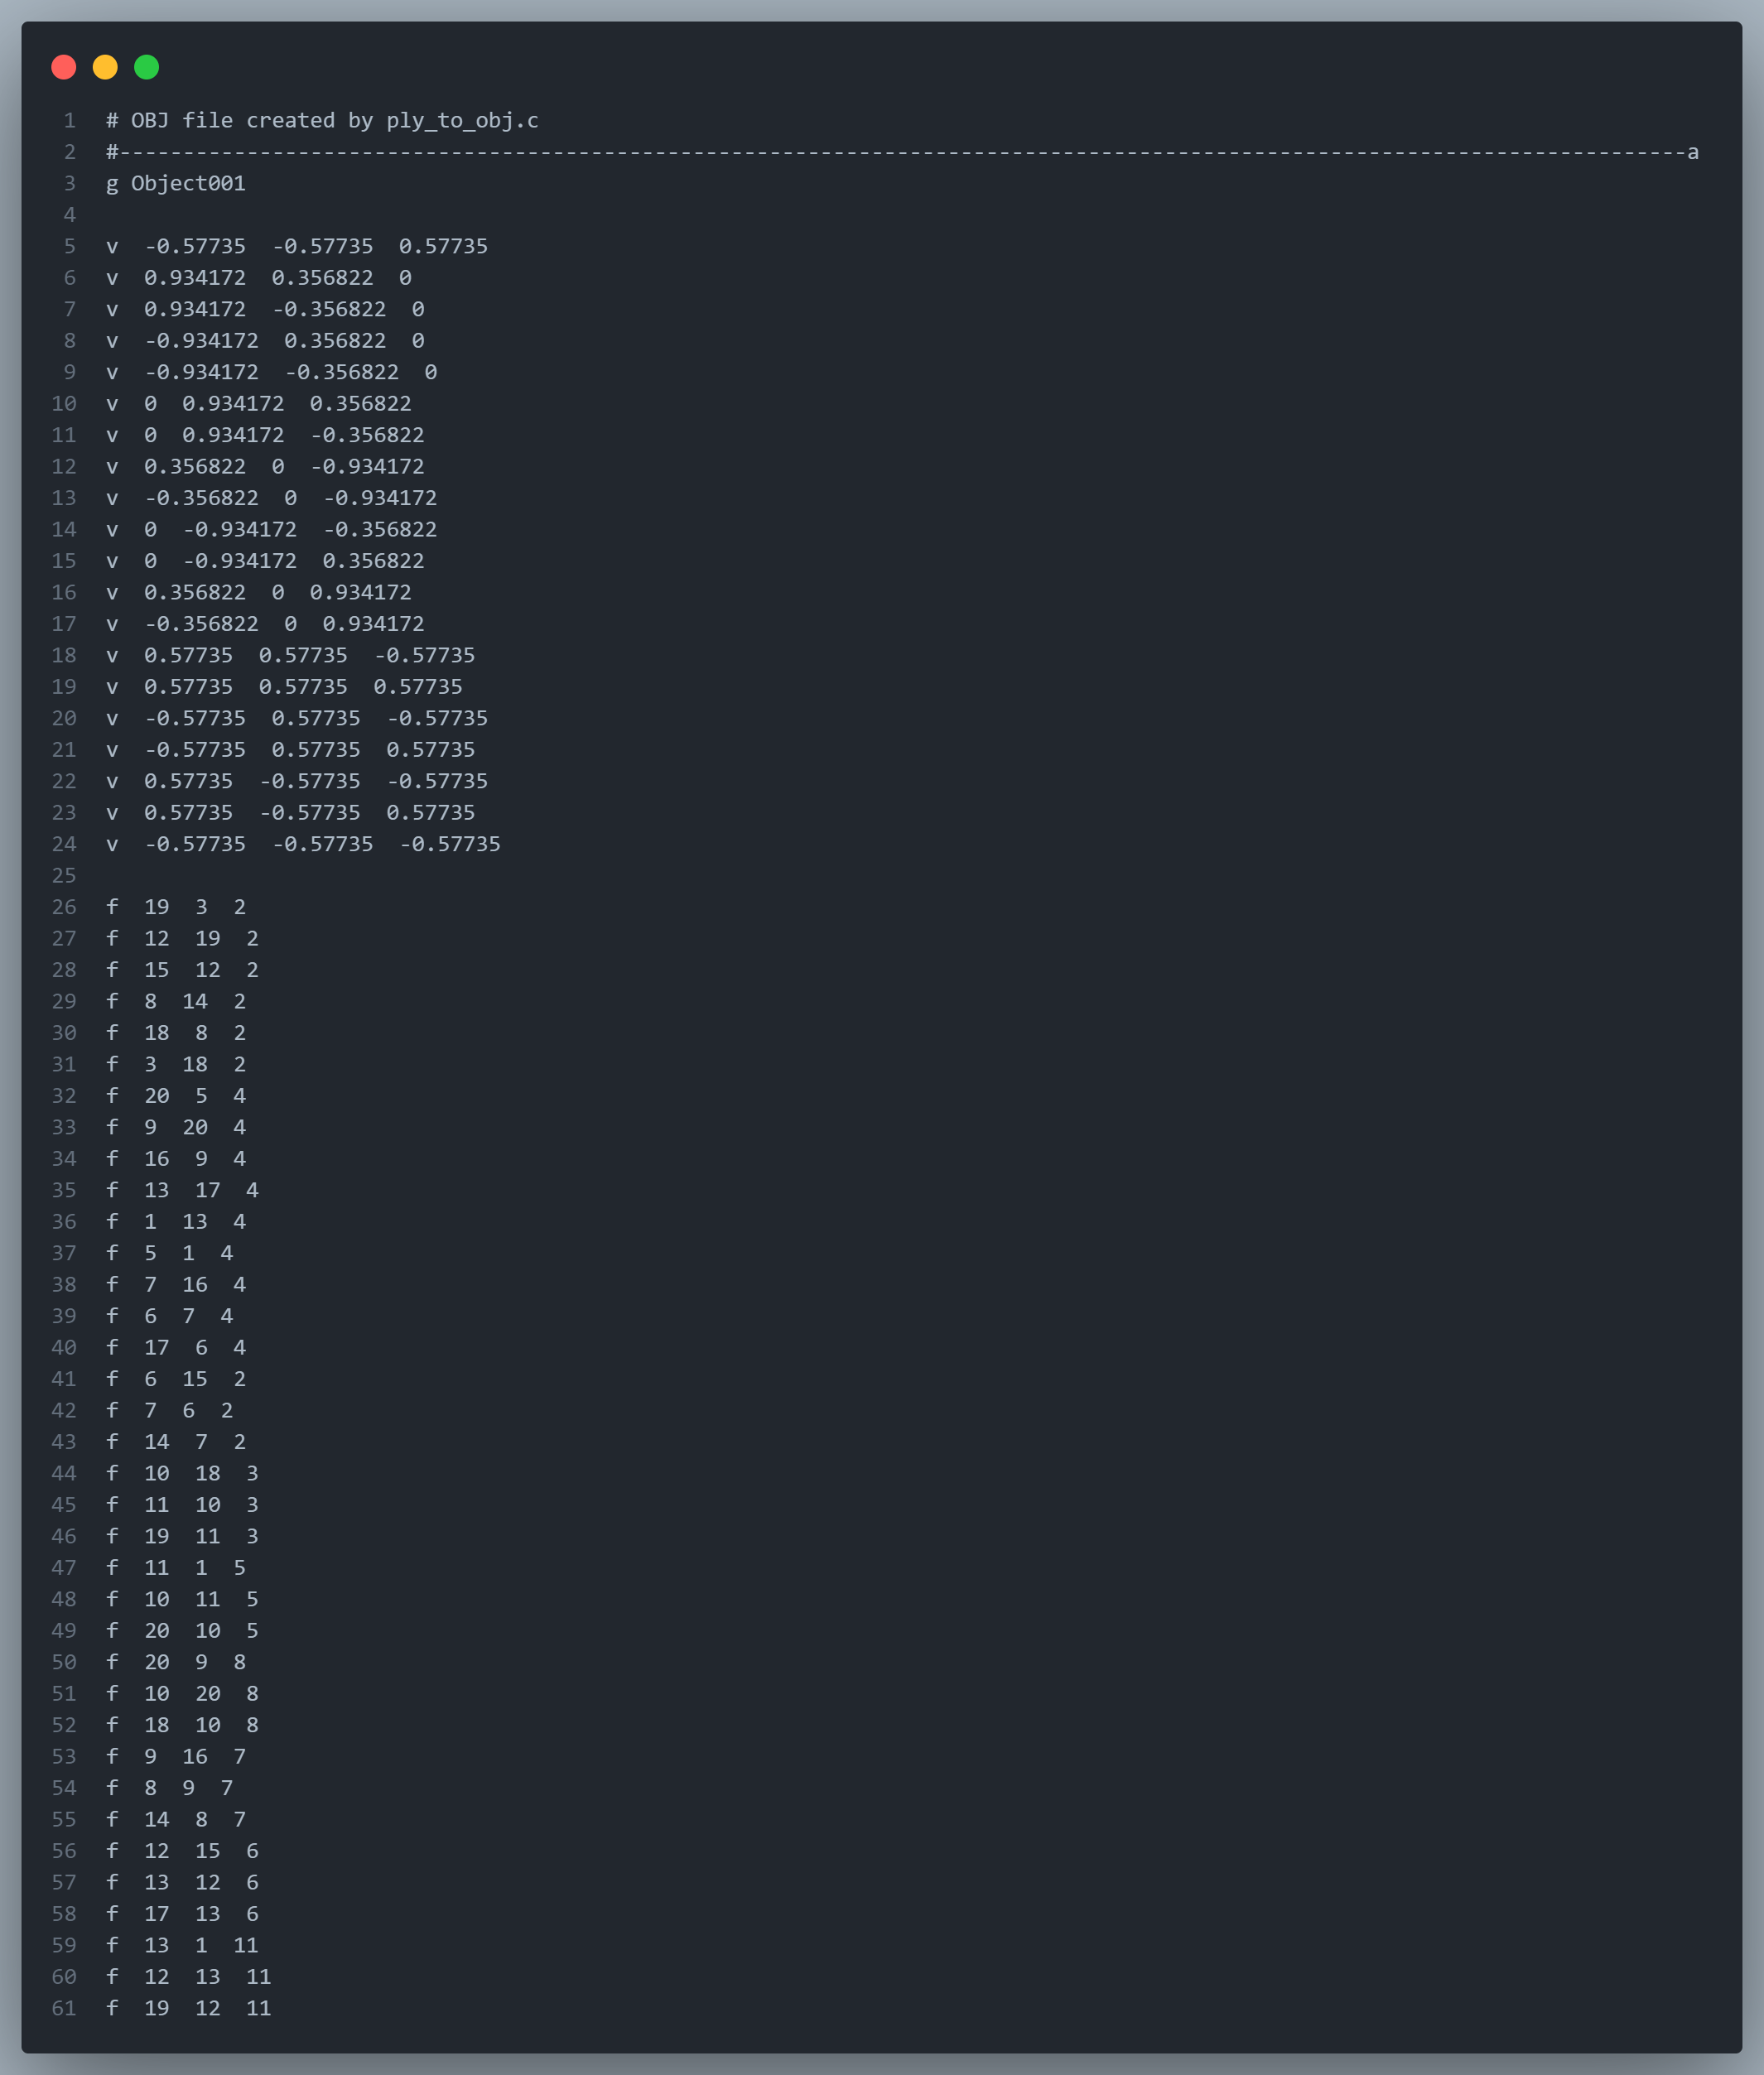 1 # OBJ file created by ply_to_obj.c
2 #---------------------------------------------------------------------------------------------------------------------------a
3 g Object001
4
5 v  -0.57735  -0.57735  0.57735
6 v  0.934172  0.356822  0
7 v  0.934172  -0.356822  0
8 v  -0.934172  0.356822  0
9 v  -0.934172  -0.356822  0
10 v  0  0.934172  0.356822
11 v  0  0.934172  -0.356822
12 v  0.356822  0  -0.934172
13 v  -0.356822  0  -0.934172
14 v  0  -0.934172  -0.356822
15 v  0  -0.934172  0.356822
16 v  0.356822  0  0.934172
17 v  -0.356822  0  0.934172
18 v  0.57735  0.57735  -0.57735
19 v  0.57735  0.57735  0.57735
20 v  -0.57735  0.57735  -0.57735
21 v  -0.57735  0.57735  0.57735
22 v  0.57735  -0.57735  -0.57735
23 v  0.57735  -0.57735  0.57735
24 v  -0.57735  -0.57735  -0.57735
25
26 f  19  3  2
27 f  12  19  2
28 f  15  12  2
29 f  8  14  2
30 f  18  8  2
31 f  3  18  2
32 f  20  5  4
33 f  9  20  4
34 f  16  9  4
35 f  13  17  4
36 f  1  13  4
37 f  5  1  4
38 f  7  16  4
39 f  6  7  4
40 f  17  6  4
41 f  6  15  2
42 f  7  6  2
43 f  14  7  2
44 f  10  18  3
45 f  11  10  3
46 f  19  11  3
47 f  11  1  5
48 f  10  11  5
49 f  20  10  5
50 f  20  9  8
51 f  10  20  8
52 f  18  10  8
53 f  9  16  7
54 f  8  9  7
55 f  14  8  7
56 f  12  15  6
57 f  13  12  6
58 f  17  13  6
59 f  13  1  11
60 f  12  13  11
61 f  19  12  11